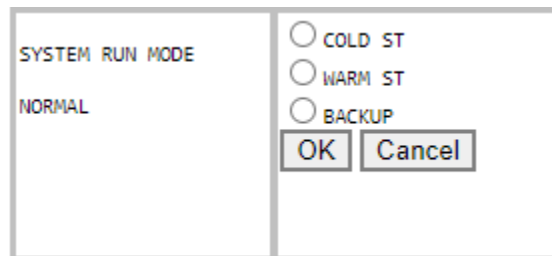 SYSTEM RUN MODE
NORMAL
COLD ST
WARM ST
BACKUP
OK Cancel